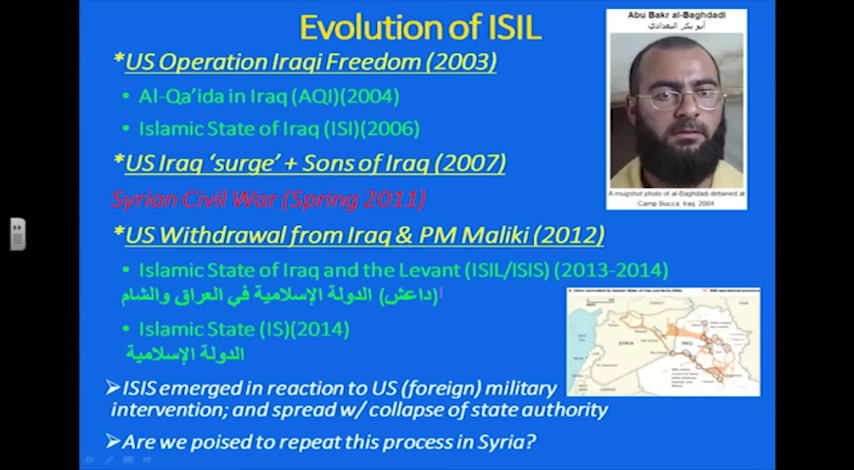 Evolution of ISIL
*US Operation Iraqi Freedom (2003)
• Al-Qa'ida in Iraq (AQI)(2004)
• Islamic State of Iraq (ISI)(2006)
*US Iraq 'surge' + Sons of Iraq (2007)
Syrian Civil War (Spring 2011)
*US Withdrawal from Iraq & PM Maliki (2012)
• Islamic State of Iraq and the Levant (ISIL/ISIS) (2013-2014)
(داعش) الدولة الإسلامية في العراق والشام
• Islamic State (IS)(2014)
الدولة الإسلامية
➢ISIS emerged in reaction to US (foreign) military
intervention; and spread w/ collapse of state authority
➢Are we poised to repeat this process in Syria?
Abu Bakr al-Baghdadi
أبو بكر البغدادي
A mugshot photo of al-Baghdadi detained at
Camp Bucca, Iraq, 2004
TURKEY
SYRIA
IRAQ